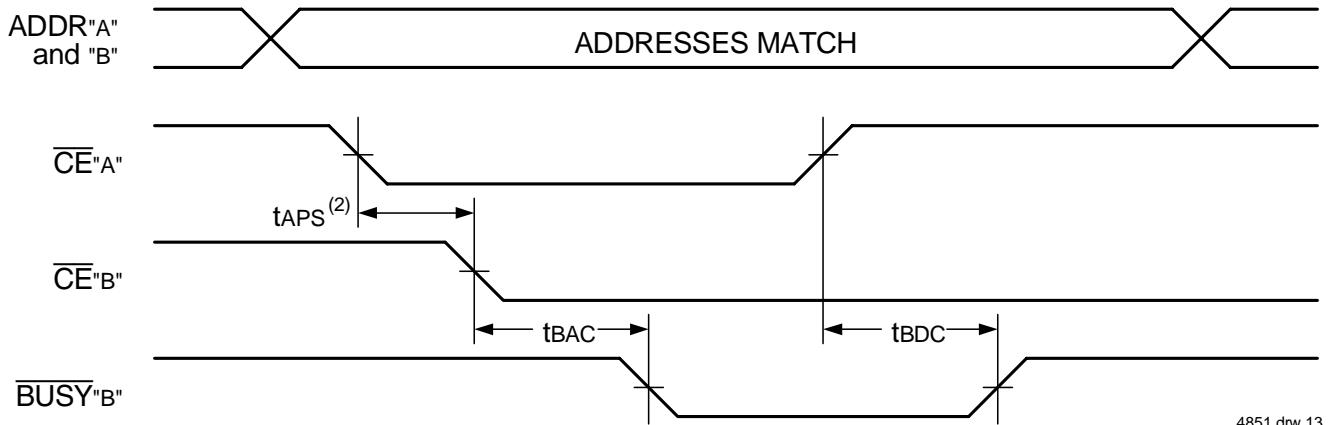 ADDR"A"
and "B"
ADDRESSES MATCH
CE"A"
tAPS(2)
CE"B"
tBAC
tBDC
BUSY"B"
4851 drw 13